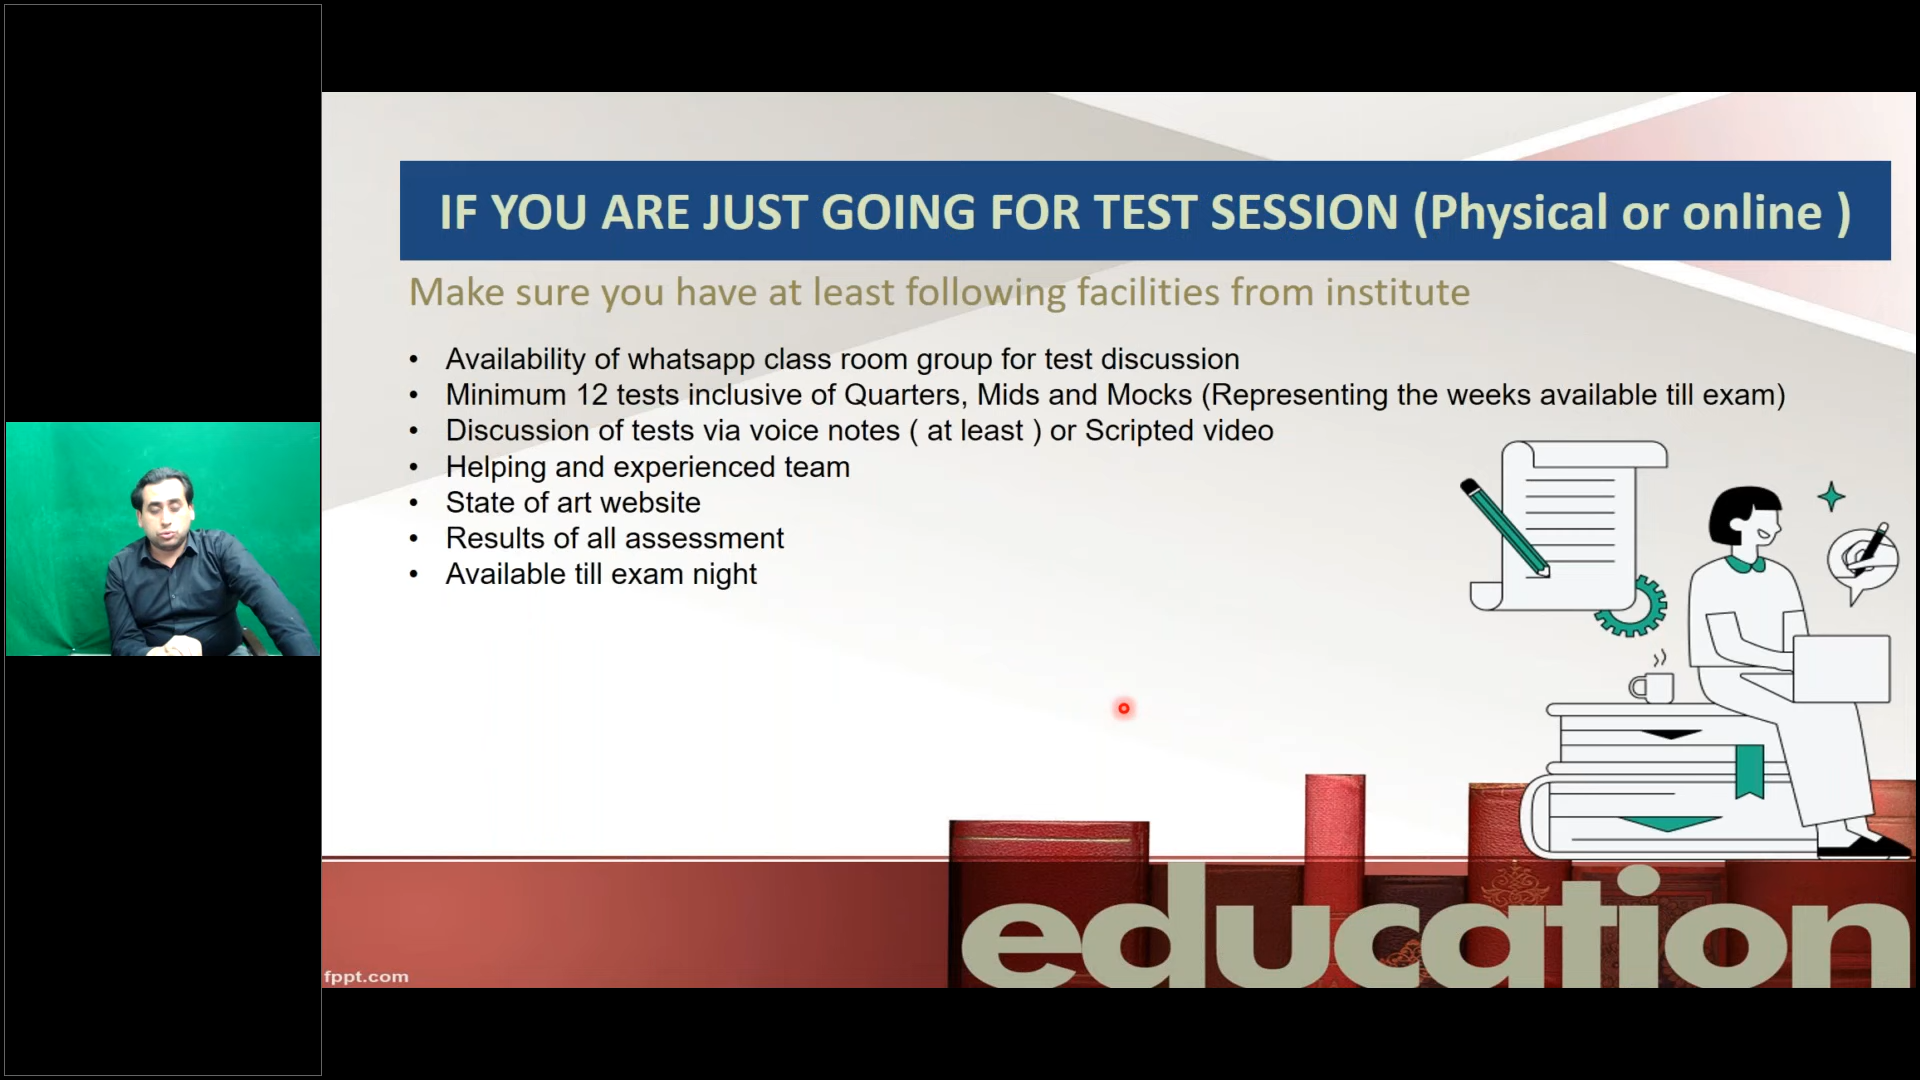 IF YOU ARE JUST GOING FOR TEST SESSION (Physical or online )
Make sure you have at least following facilities from institute
• Availability of whatsapp class room group for test discussion
• Minimum 12 tests inclusive of Quarters, Mids and Mocks (Representing the weeks available till exam)
• Discussion of tests via voice notes ( at least ) or Scripted video
• Helping and experienced team
• State of art website
• Results of all assessment
• Available till exam night
education
fppt.com